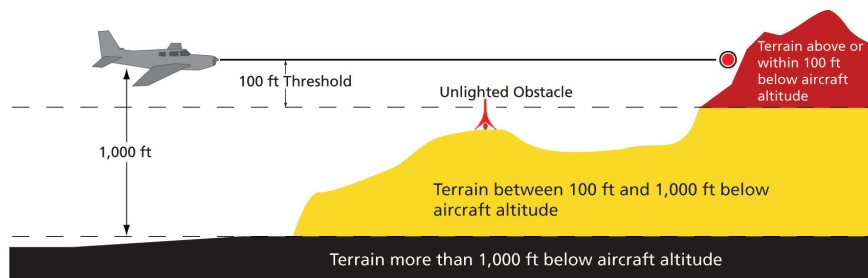 Terrain above or
within 100 ft
below aircraft
altitude
100 ft Threshold
Unlighted Obstacle
1,000 ft
Terrain between 100 ft and 1,000 ft below
aircraft altitude
Terrain more than 1,000 ft below aircraft altitude